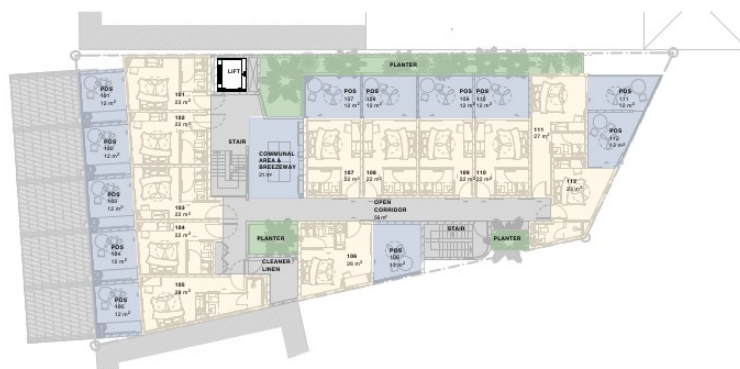 LIFT
PLANTER
POS
101
12 m²
101
23 m²
POS
107
12 m²
POS
108
12 m²
POS
109
12 m²
POS
110
12 m²
POS
111
12 m²
102
22 m²
POS
112
12 m²
POS
102
12 m²
STAIR
COMMUNAL
AREA &
BREEZEWAY
21 m²
111
27 m²
107
22 m²
108
22 m²
109
22 m²
110
22 m²
112
23 m²
POS
103
12 m²
103
22 m²
OPEN
CORRIDOR
56 m²
104
22 m²
STAIR
PLANTER
PLANTER
POS
104
12 m²
106
26 m²
POS
106
CLEANER /
LINEN
105
28 m²
POS
105
12 m²